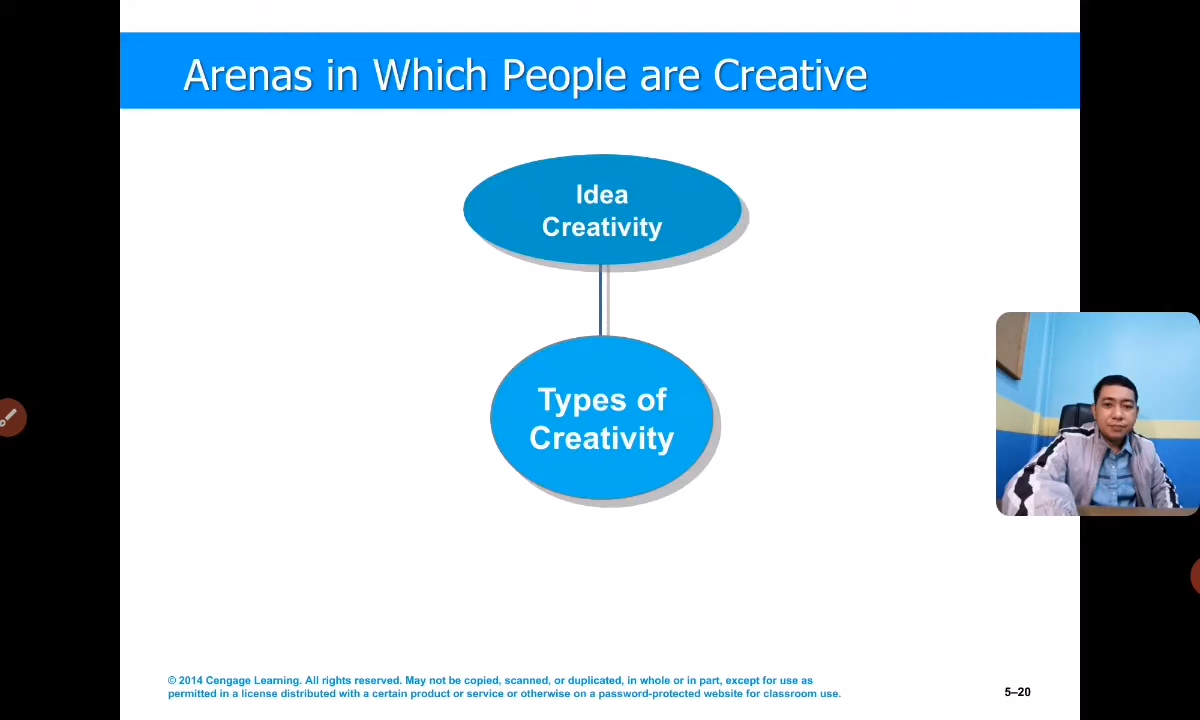 Arenas in Which People are Creative
Idea
Creativity
Types of
Creativity
© 2014 Cengage Learning. All rights reserved. May not be copied, scanned, or duplicated, in whole or in part, except for use as
permitted in a license distributed with a certain product or service or otherwise on a password-protected website for classroom use.
5–20